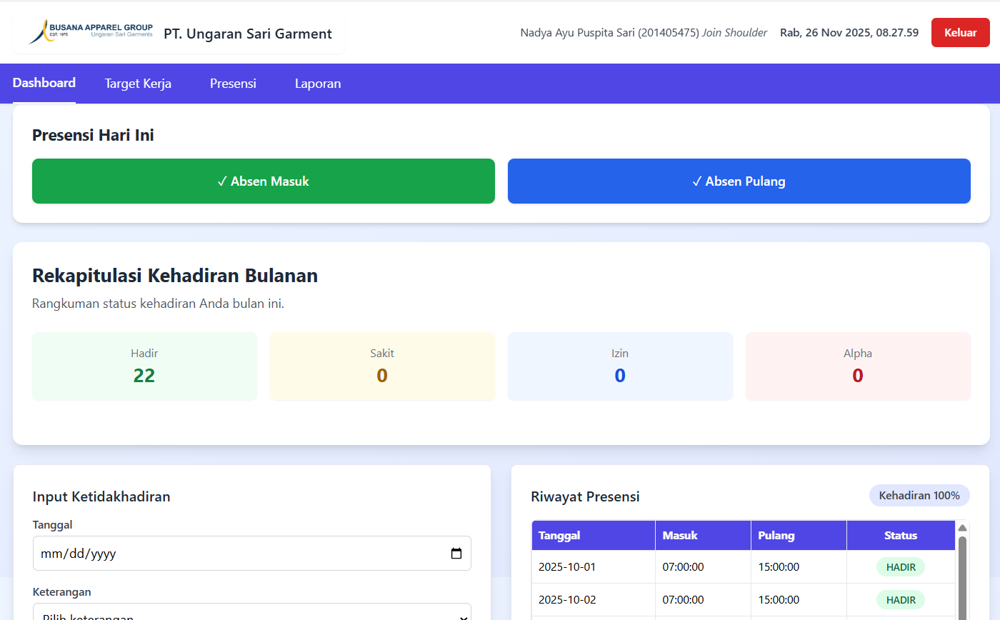 BUSANA APPAREL GROUP
EST. 1975 Ungaran Sari Garments
PT. Ungaran Sari Garment
Nadya Ayu Puspita Sari (201405475) Join Shoulder
Rab, 26 Nov 2025, 08.27.59
Keluar
Dashboard Target Kerja Presensi Laporan
Presensi Hari Ini
✓ Absen Masuk ✓ Absen Pulang
Rekapitulasi Kehadiran Bulanan
Rangkuman status kehadiran Anda bulan ini.
Hadir Sakit Izin Alpha
22 0 0 0
Input Ketidakhadiran
Tanggal
mm/dd/yyyy
Keterangan
Pilih keterangan
Riwayat Presensi Kehadiran 100%
Tanggal Masuk Pulang Status
2025-10-01 07:00:00 15:00:00 HADIR
2025-10-02 07:00:00 15:00:00 HADIR